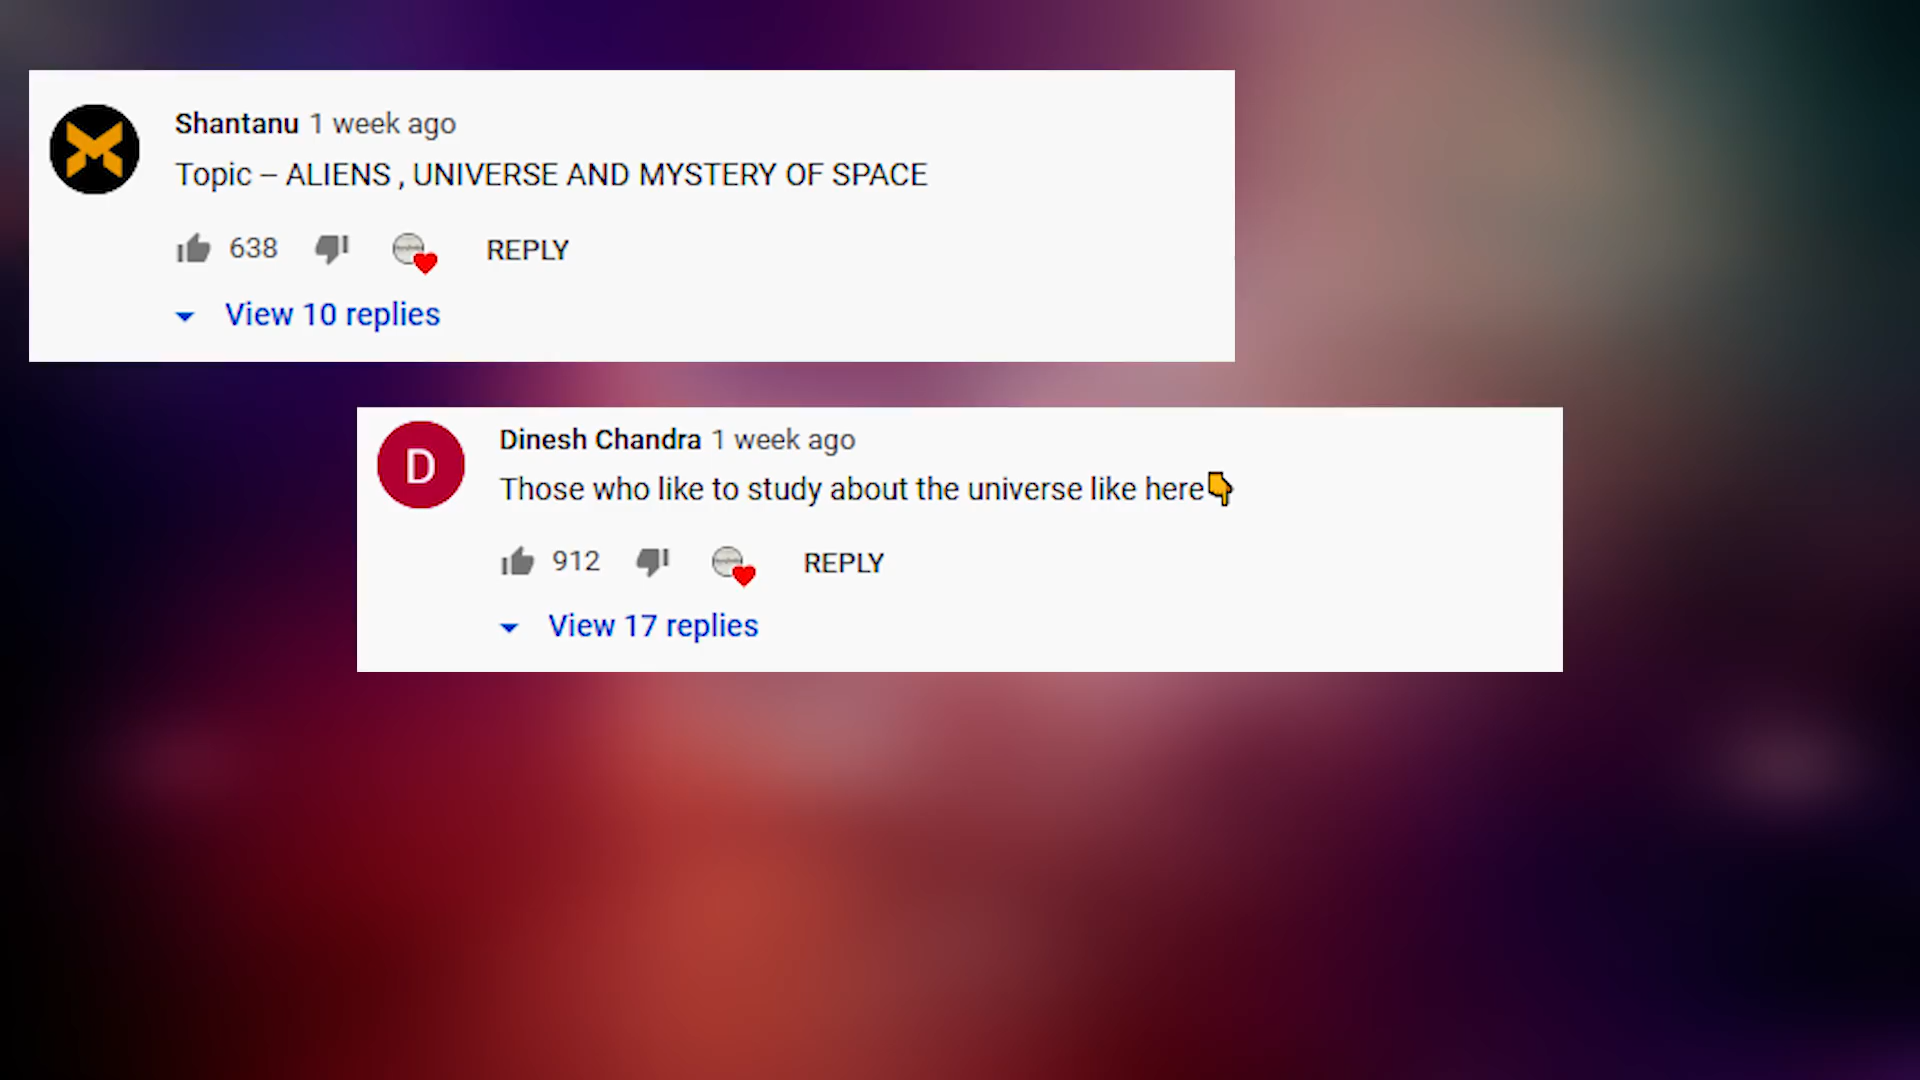 Shantanu 1 week ago
Topic – ALIENS , UNIVERSE AND MYSTERY OF SPACE
638 REPLY
View 10 replies
D
Dinesh Chandra 1 week ago
Those who like to study about the universe like here👇
912 REPLY
View 17 replies